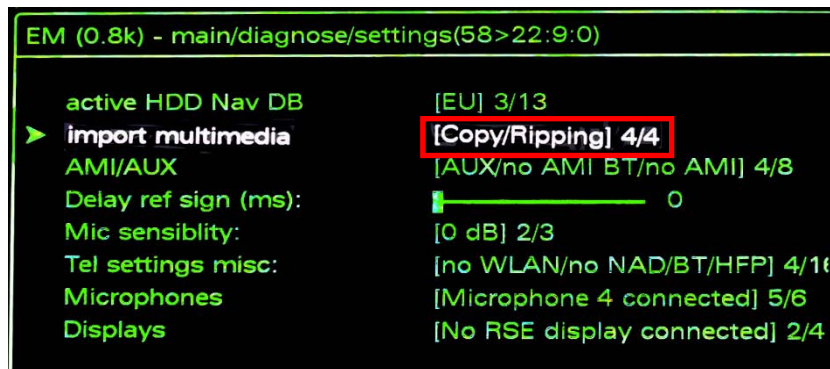 EM (0.8k) - main/diagnose/settings(58>22:9:0)
active HDD Nav DB [EU] 3/13
import multimedia [Copy/Ripping] 4/4
AMI/AUX [AUX/no AMI BT/no AMI] 4/8
Delay ref sign (ms): 0
Mic sensiblity: [0 dB] 2/3
Tel settings misc: [no WLAN/no NAD/BT/HFP] 4/16
Microphones [Microphone 4 connected] 5/6
Displays [No RSE display connected] 2/4